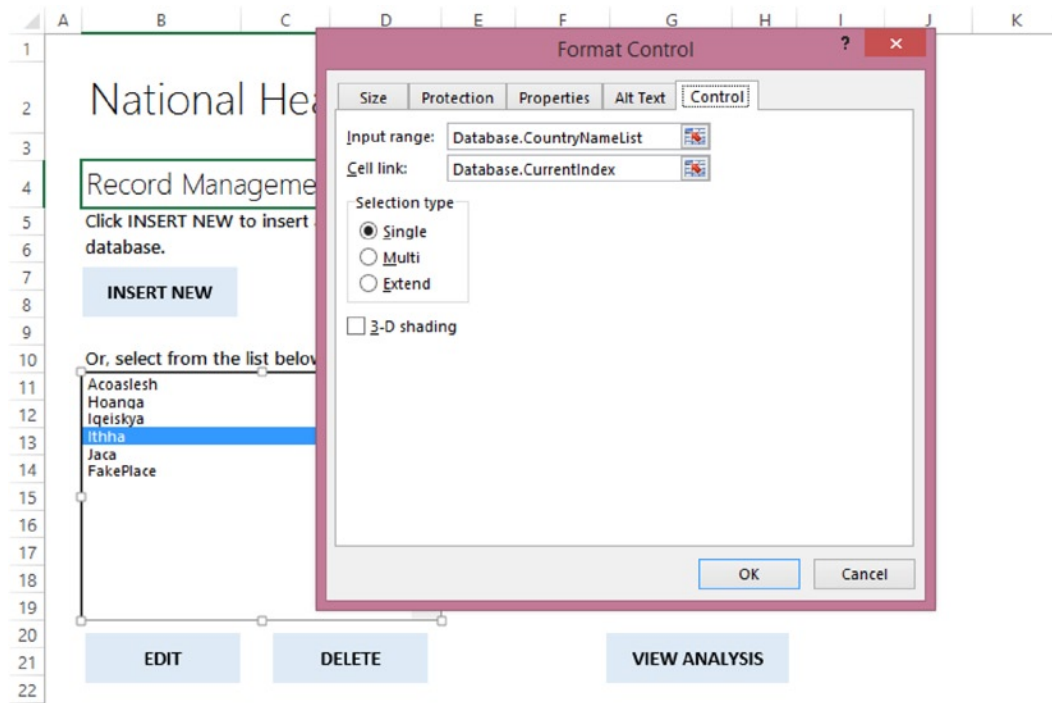 A B C D E F G H I J K
Format Control
? ×
1
2 National Hea
3
4 Record Manageme
5 Click INSERT NEW to insert
6 database.
7
8 INSERT NEW
9
10 Or, select from the list below
11 Acoaslesh
Hoanga
12 Iqeiskya
13 Ithha
Jaca
14 FakePlace
15
16
17
18
19
20
21 EDIT DELETE VIEW ANALYSIS
22
Size Protection Properties Alt Text Control
Input range: Database.CountryNameList
Cell link: Database.CurrentIndex
Selection type
Single
Multi
Extend
3-D shading
OK Cancel